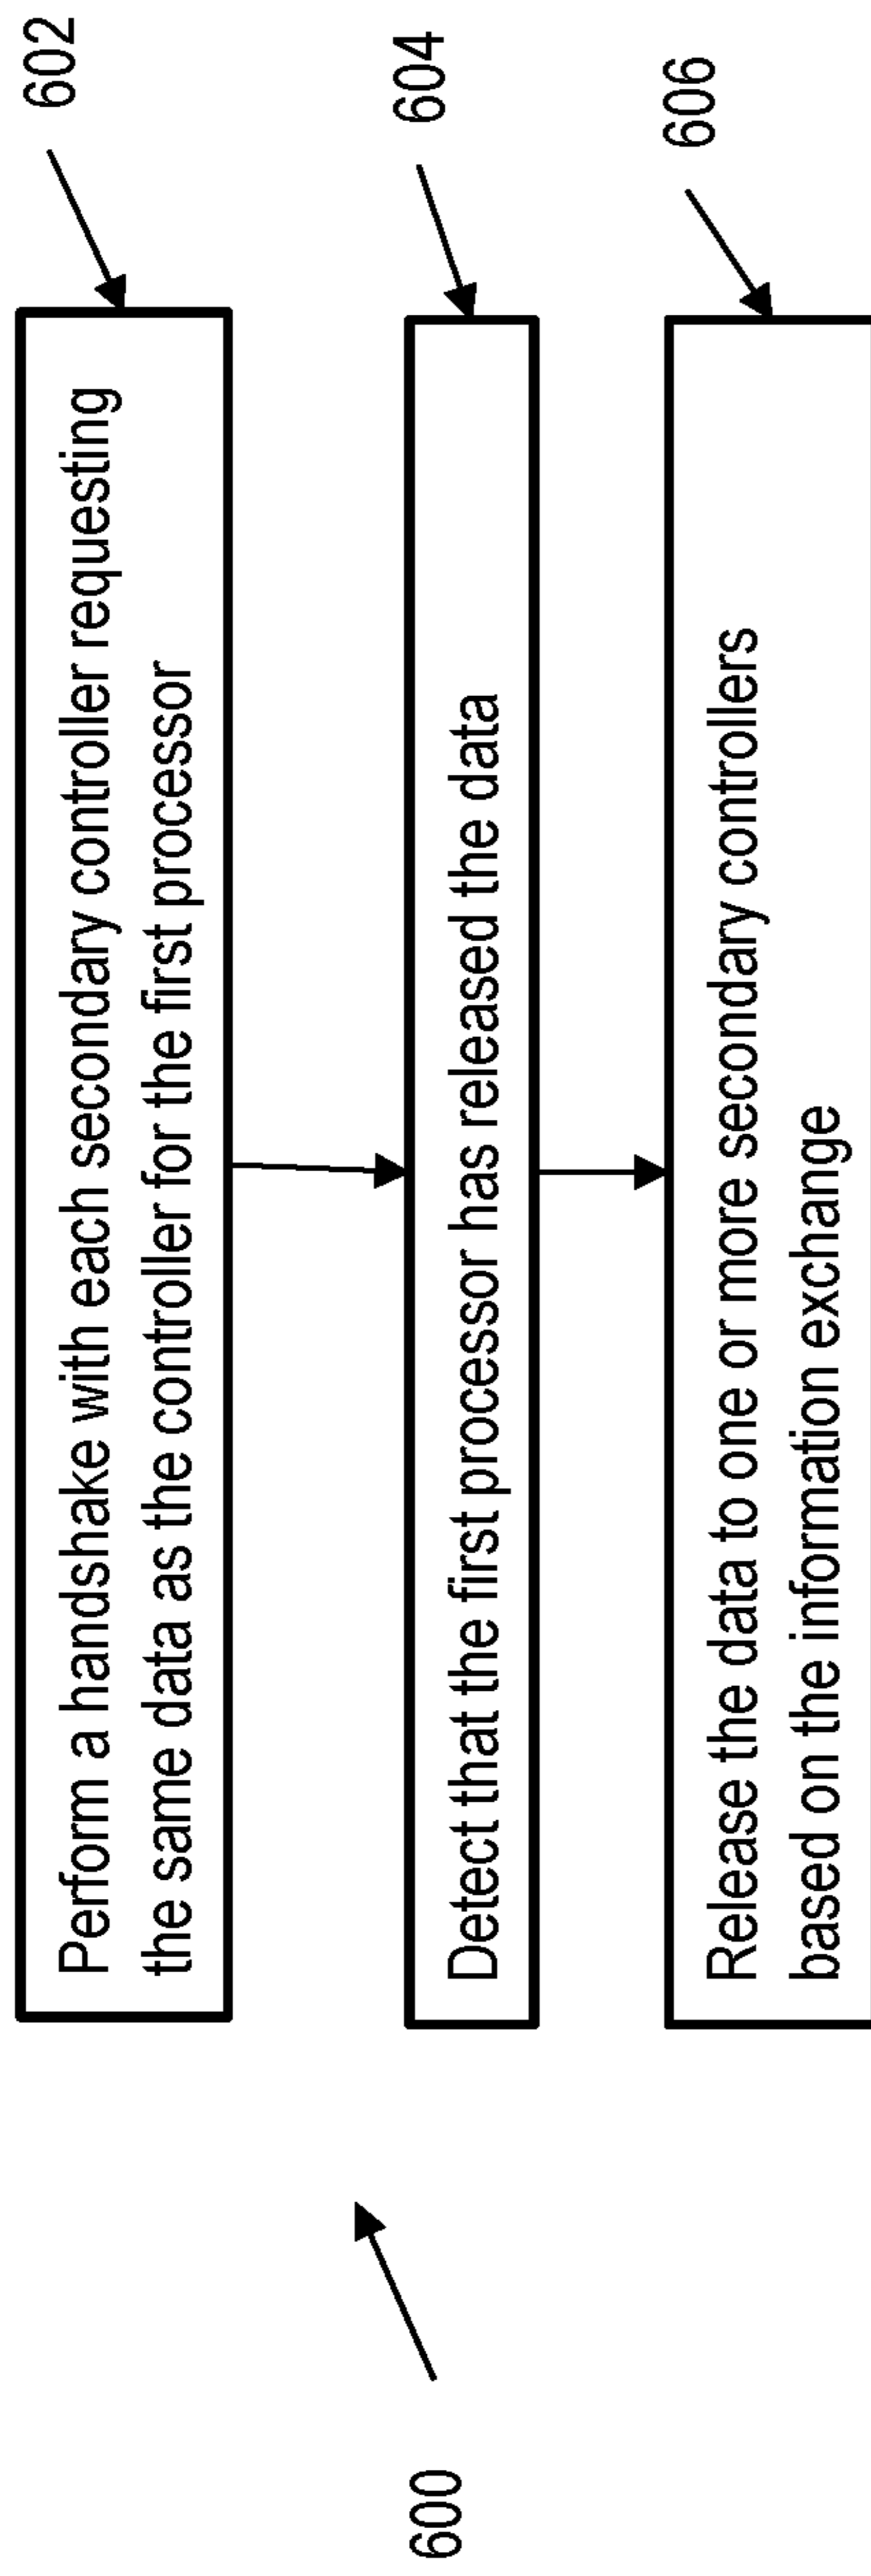 600
Perform a handshake with each secondary controller requesting
the same data as the controller for the first processor
602
Detect that the first processor has released the data
604
Release the data to one or more secondary controllers
based on the information exchange
606